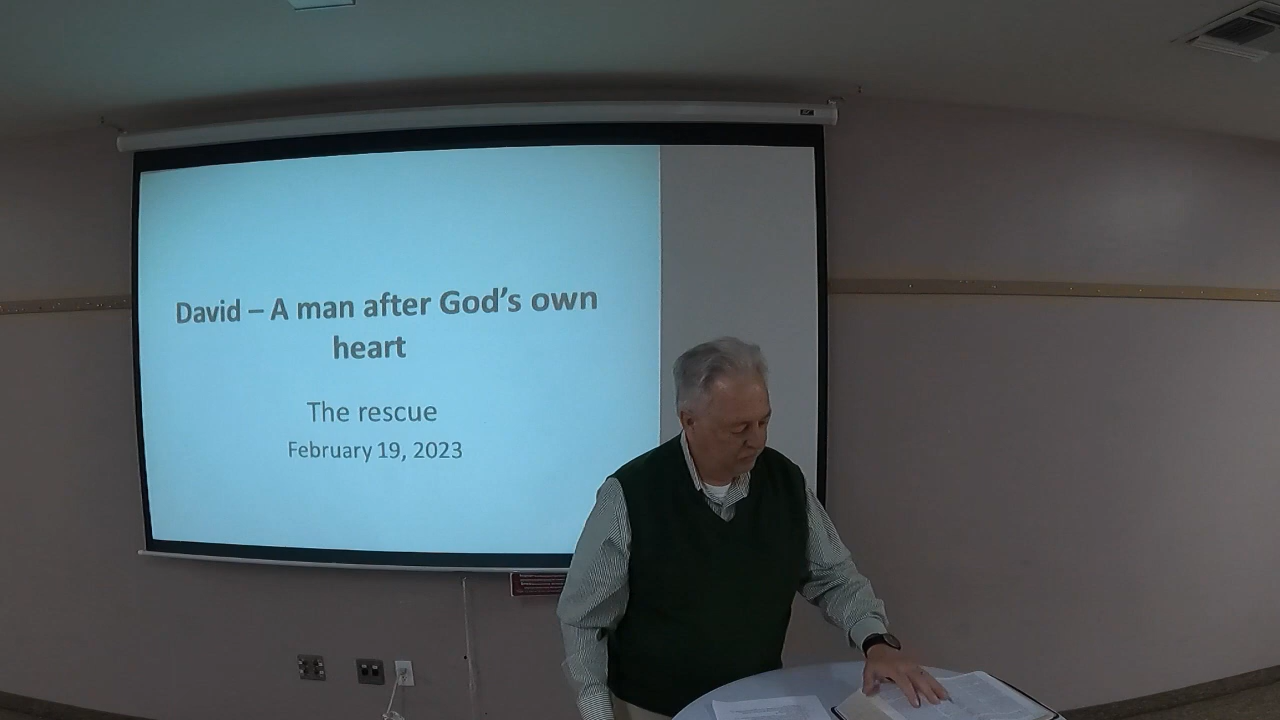 David – A man after God's own
heart
The rescue
February 19, 2023